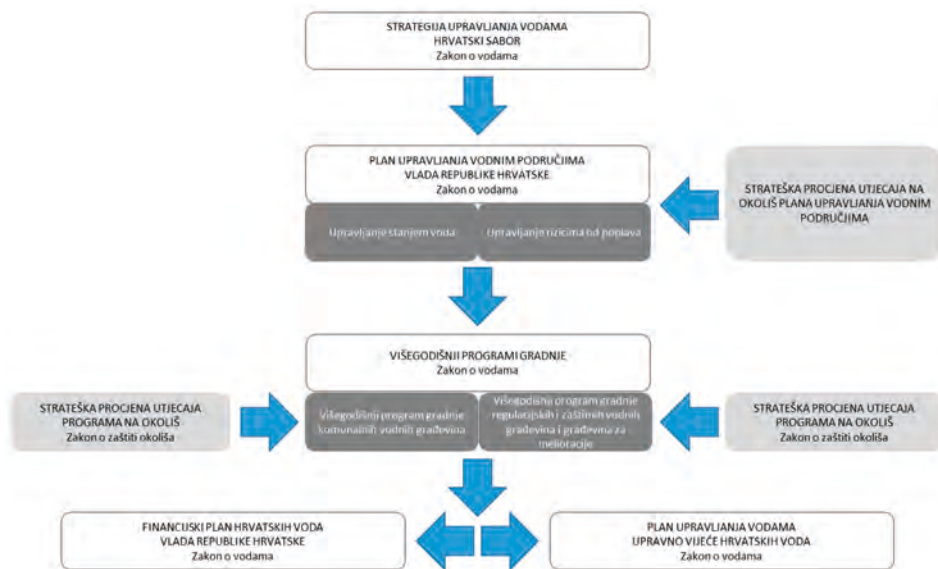 STRATEGIJA UPRAVLJANJA VODAMA
HRVATSKI SABOR
Zakon o vodama
PLAN UPRAVLJANJA VODNIM PODRUČJIMA
VLADA REPUBLIKE HRVATSKE
Zakon o vodama
Upravljanje stanjem voda
Upravljanje rizicima od poplava
STRATEŠKA PROCJENA UTJECAJA NA
OKOLIŠ PLANA UPRAVLJANJA VODNIM
PODRUČJIMA
VIŠEGODIŠNJI PROGRAMI GRADNJE
Zakon o vodama
STRATEŠKA PROCJENA UTJECAJA
PROGRAMA NA OKOLIŠ
Zakon o zaštiti okoliša
Višegodišnji program gradnje
komunalnih vodnih građevina
Višegodišnji program gradnje
regulacijskih i zaštitnih vodnih
građevina i građevina za
melioracije
STRATEŠKA PROCJENA UTJECAJA
PROGRAMA NA OKOLIŠ
Zakon o zaštiti okoliša
FINANCIJSKI PLAN HRVATSKIH VODA
VLADA REPUBLIKE HRVATSKE
Zakon o vodama
PLAN UPRAVLJANJA VODAMA
UPRAVNO VIJEĆE HRVATSKIH VODA
Zakon o vodama